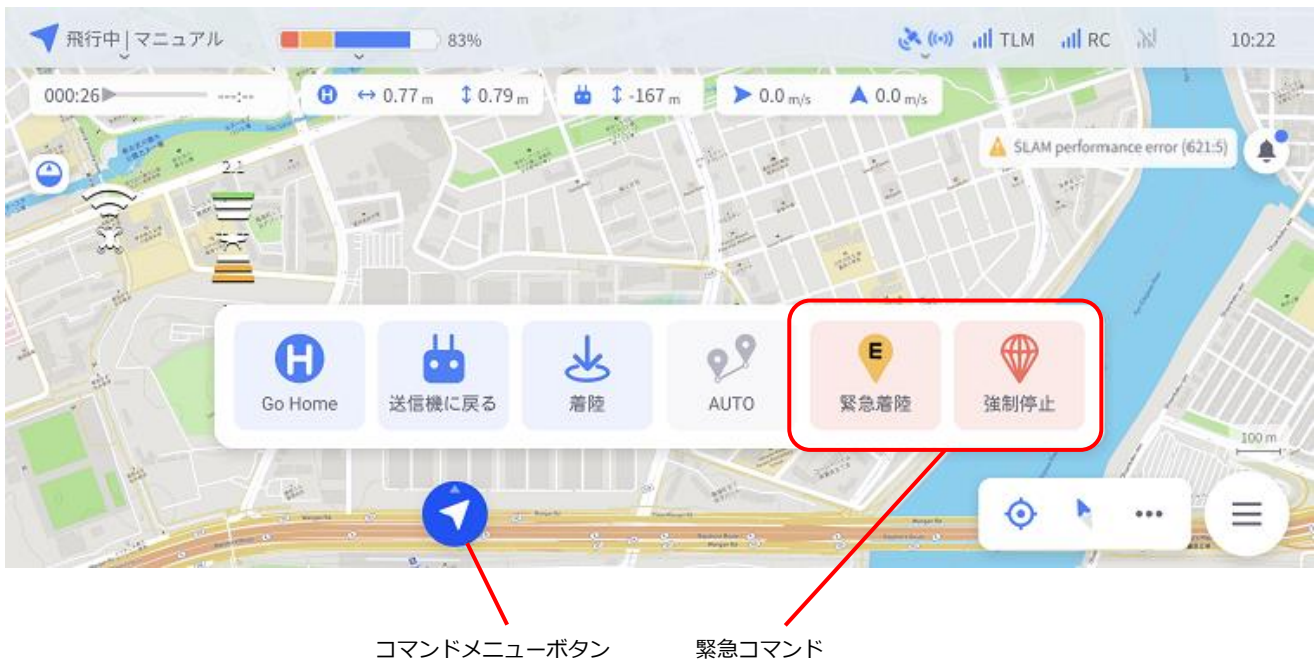 飛行中 | マニュアル
83%
TLM
RC
10:22
000:26
---:--
H
0.77 m
0.79 m
-167 m
0.0 m/s
0.0 m/s
SLAM performance error (621:5)
2.1
H
Go Home
送信機に戻る
着陸
AUTO
E
緊急着陸
強制停止
100 m
コマンドメニューボタン
緊急コマンド